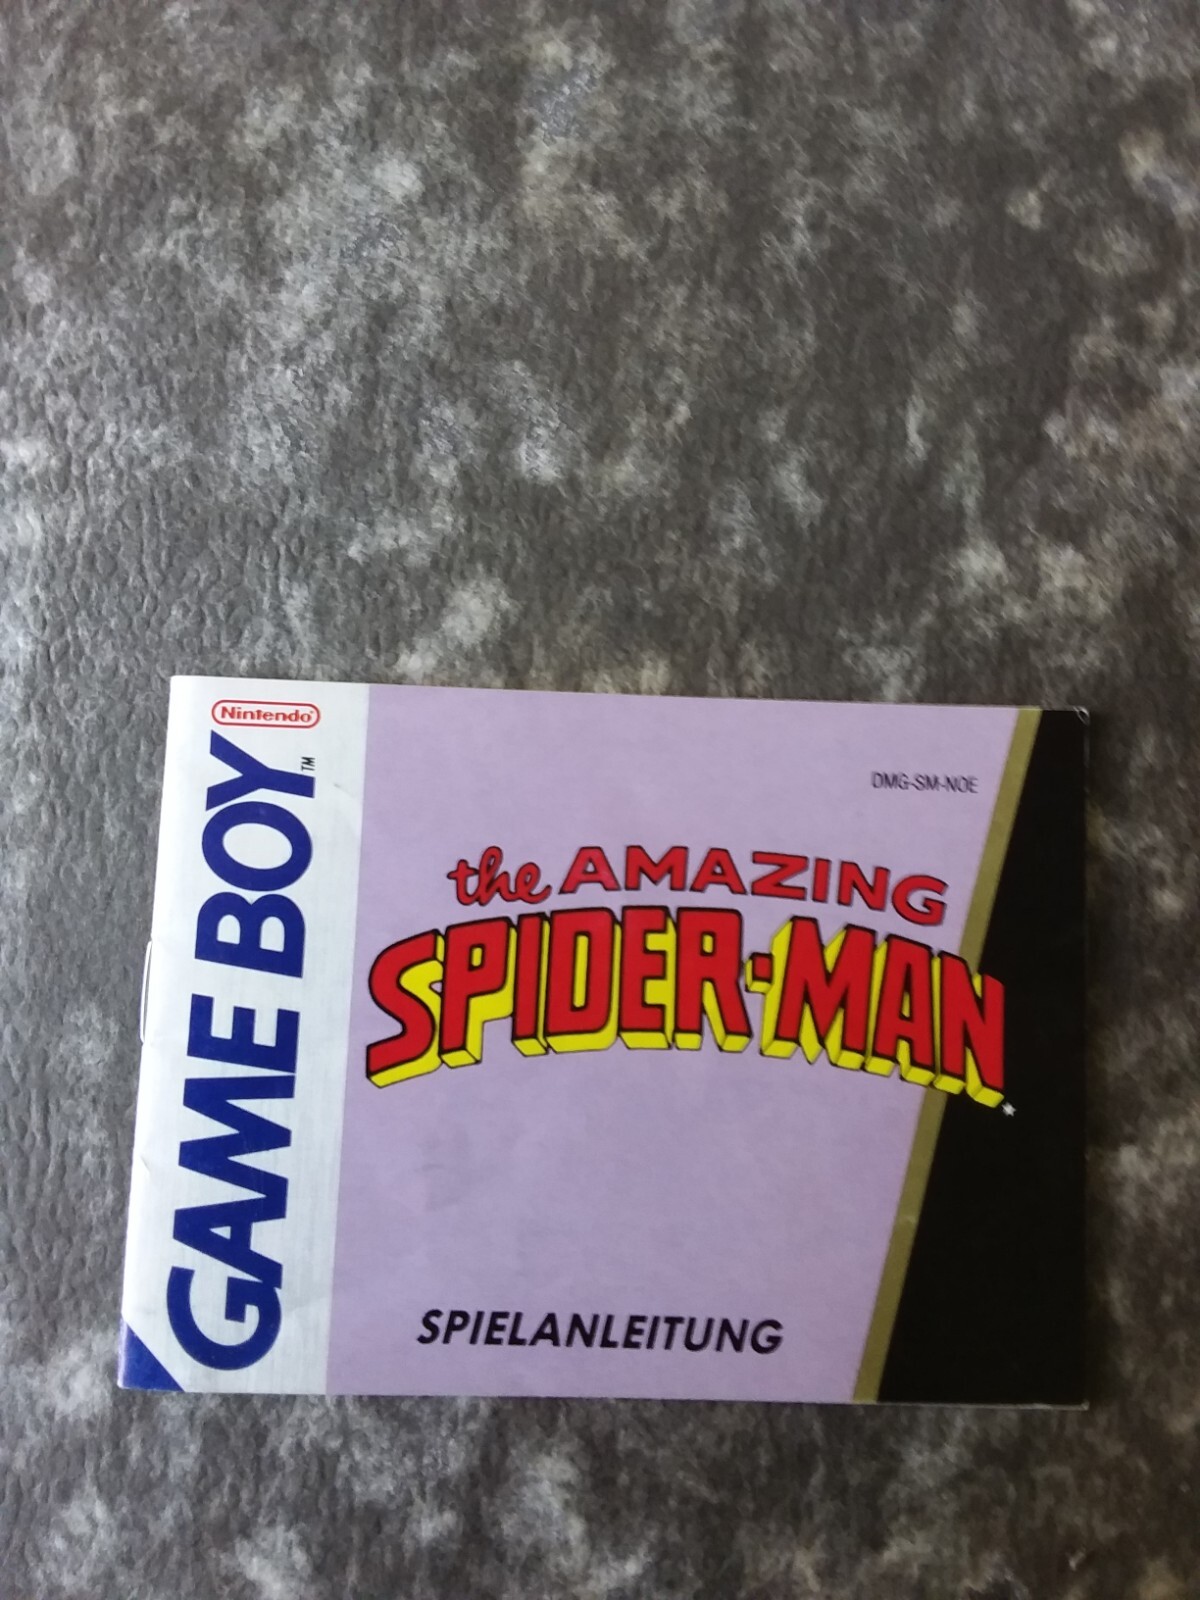 Nintendo®
GAME BOY™
DMG-SM-NOE
the AMAZING
SPIDER-MAN
SPIELANLEITUNG